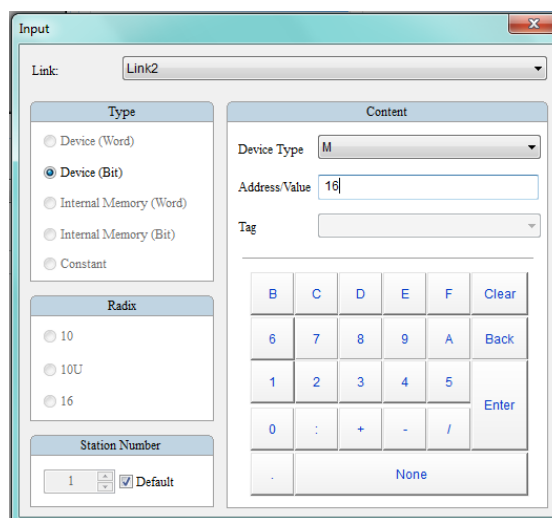 Input
Link: Link2
Type
Device (Word)
Device (Bit)
Internal Memory (Word)
Internal Memory (Bit)
Constant
Radix
10
10U
16
Station Number
1 Default
Content
Device Type M
Address/Value 16
Tag
B C D E F Clear
6 7 8 9 A Back
1 2 3 4 5
Enter
0 : + - /
. None